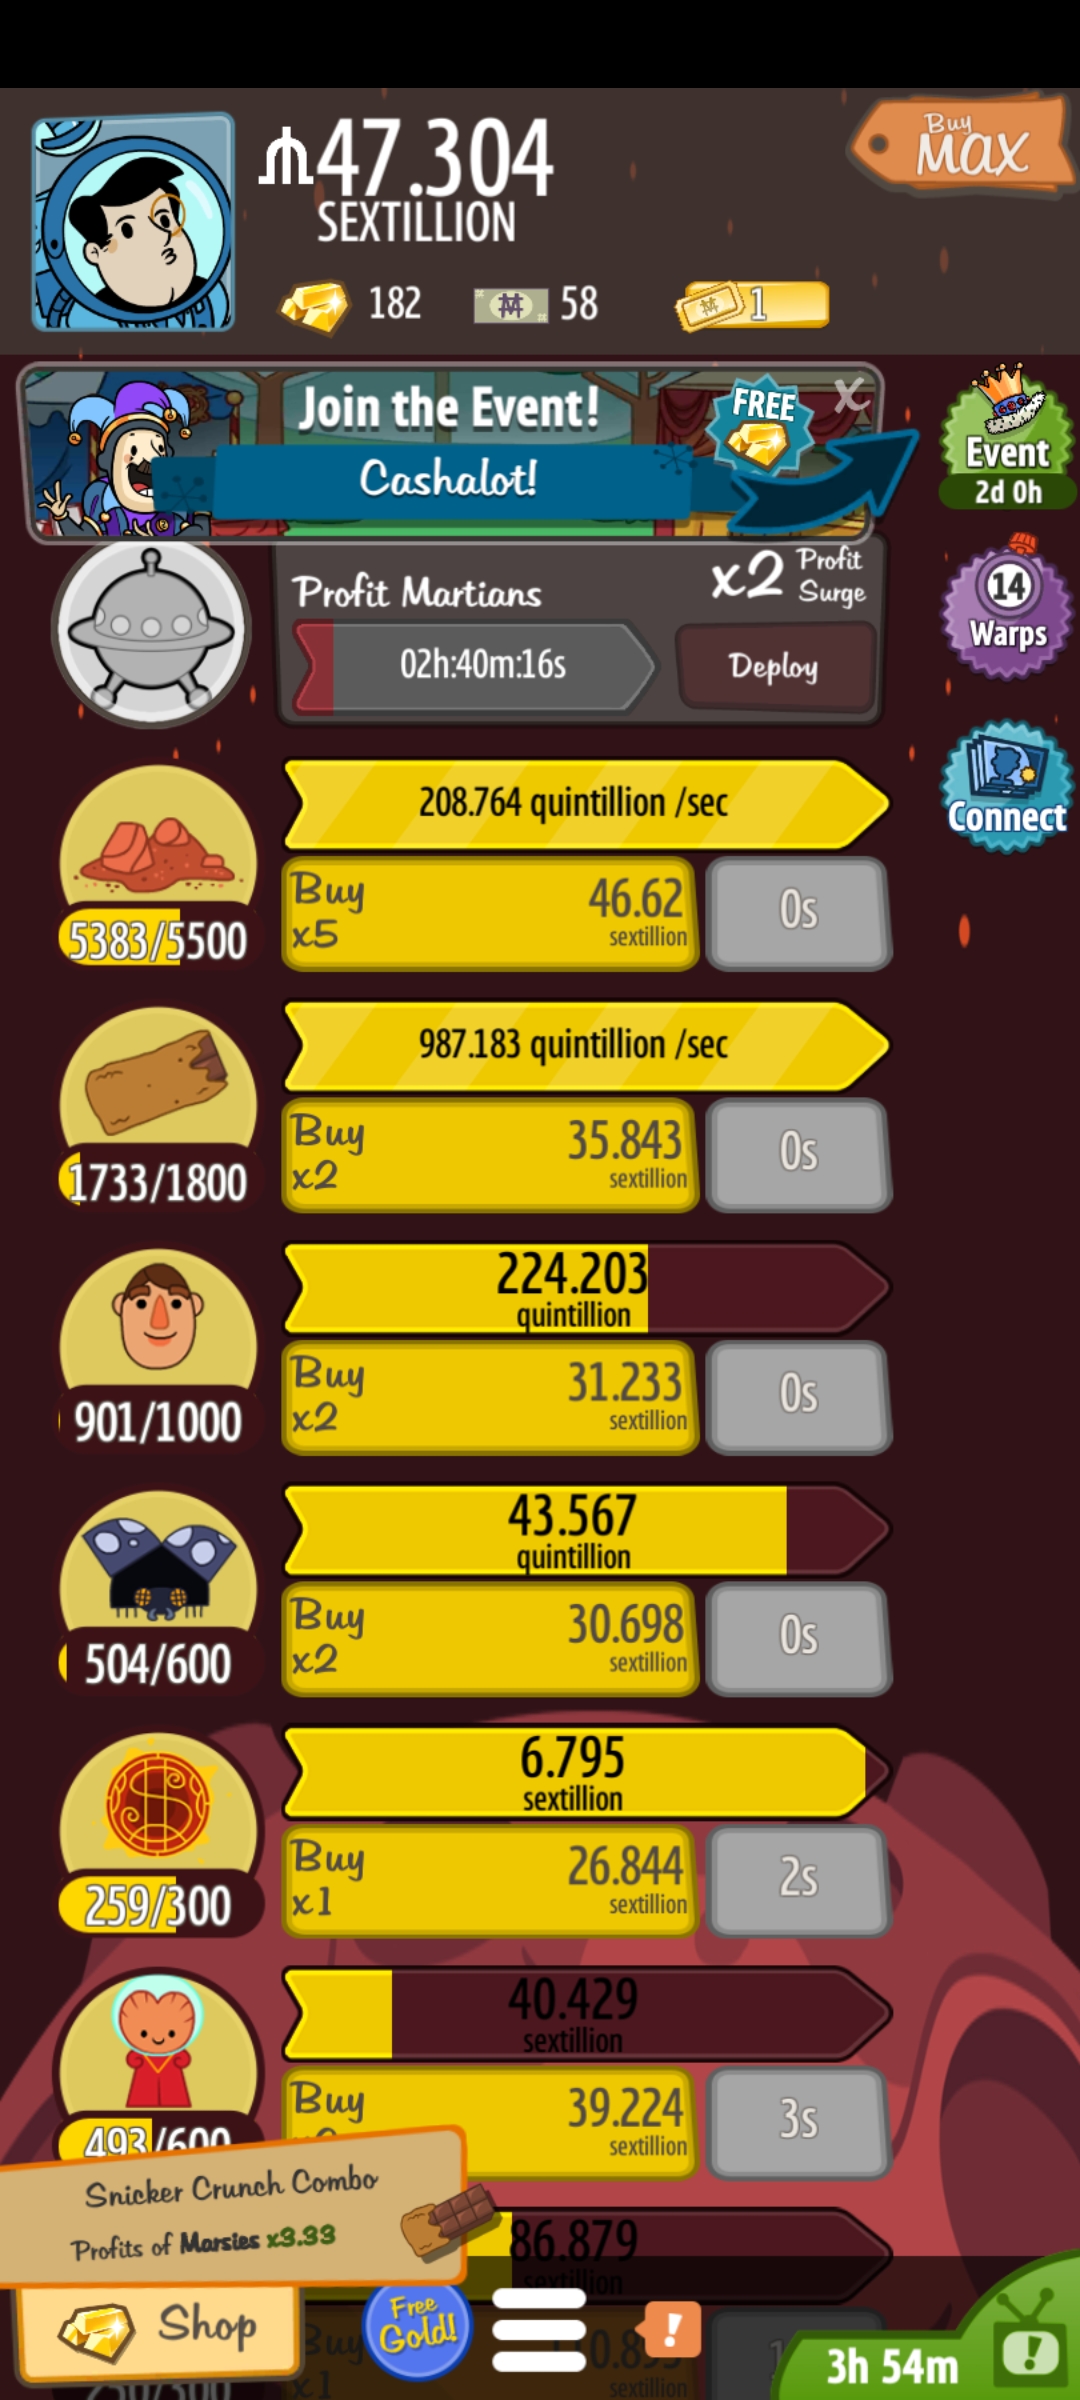 47.304
SEXTILLION
Buy
MAX
182
58
1
Join the Event!
FREE
X
Cashalot!
Event
2d 0h
Profit Martians
x2 Profit Surge
02h:40m:16s
Deploy
14
Warps
Connect
208.764 quintillion /sec
5383/5500
Buy
x5
46.62
sextillion
0s
987.183 quintillion /sec
1733/1800
Buy
x2
35.843
sextillion
0s
224.203
quintillion
901/1000
Buy
x2
31.233
sextillion
0s
43.567
quintillion
504/600
Buy
x2
30.698
sextillion
0s
6.795
sextillion
259/300
Buy
x1
26.844
sextillion
2s
40.429
sextillion
493/600
Buy
39.224
sextillion
3s
Snicker Crunch Combo
Profits of Marsies x3.33
86.879
sextillion
Shop
Free
Gold!
!
Buy
x1
sextillion
3h 54m
!